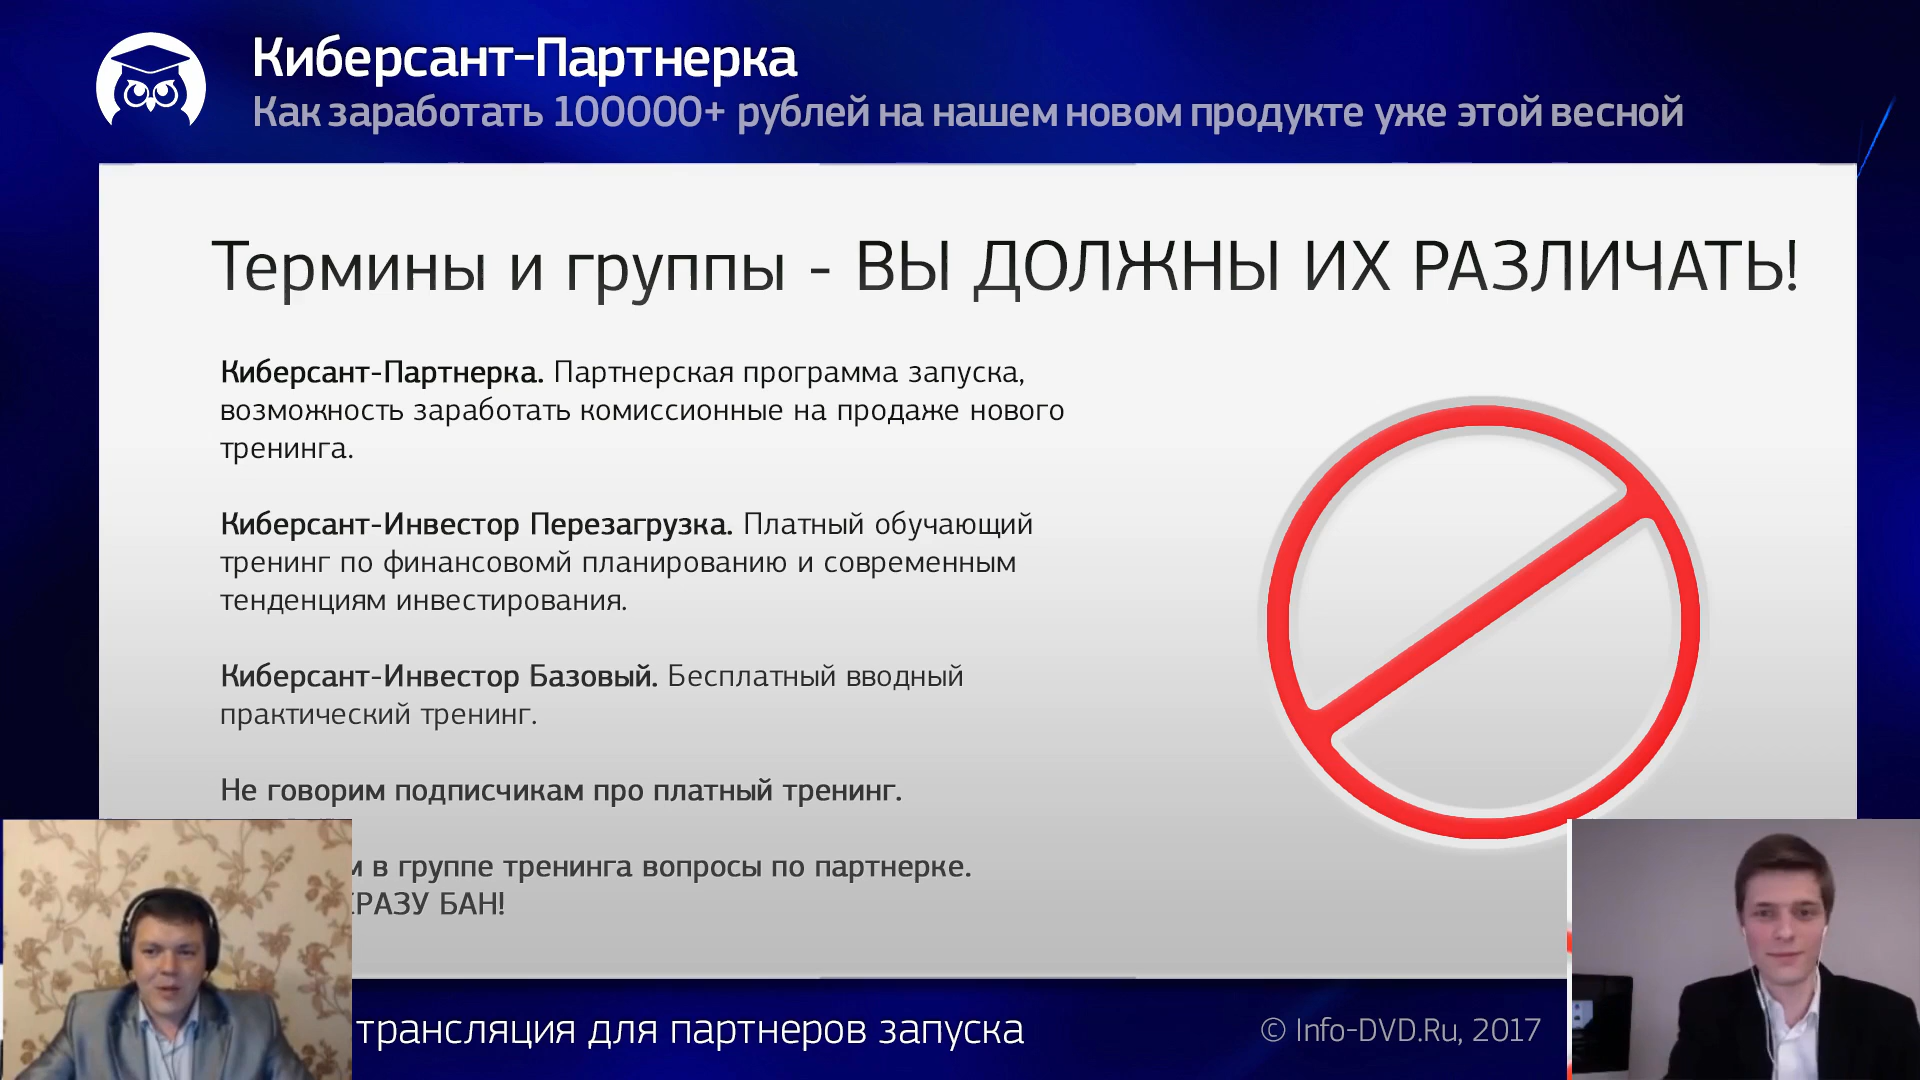 Киберсант-Партнерка
Как заработать 100000+ рублей на нашем новом продукте уже этой весной
Термины и группы - ВЫ ДОЛЖНЫ ИХ РАЗЛИЧАТЬ!
Киберсант-Партнерка. Партнерская программа запуска,
возможность заработать комиссионные на продаже нового
тренинга.
Киберсант-Инвестор Перезагрузка. Платный обучающий
тренинг по финансовомй планированию и современным
тенденциям инвестирования.
Киберсант-Инвестор Базовый. Бесплатный вводный
практический тренинг.
Не говорим подписчикам про платный тренинг.
в группе тренинга вопросы по партнерке.
БАН!
трансляция для партнеров запуска
© Info-DVD.Ru, 2017